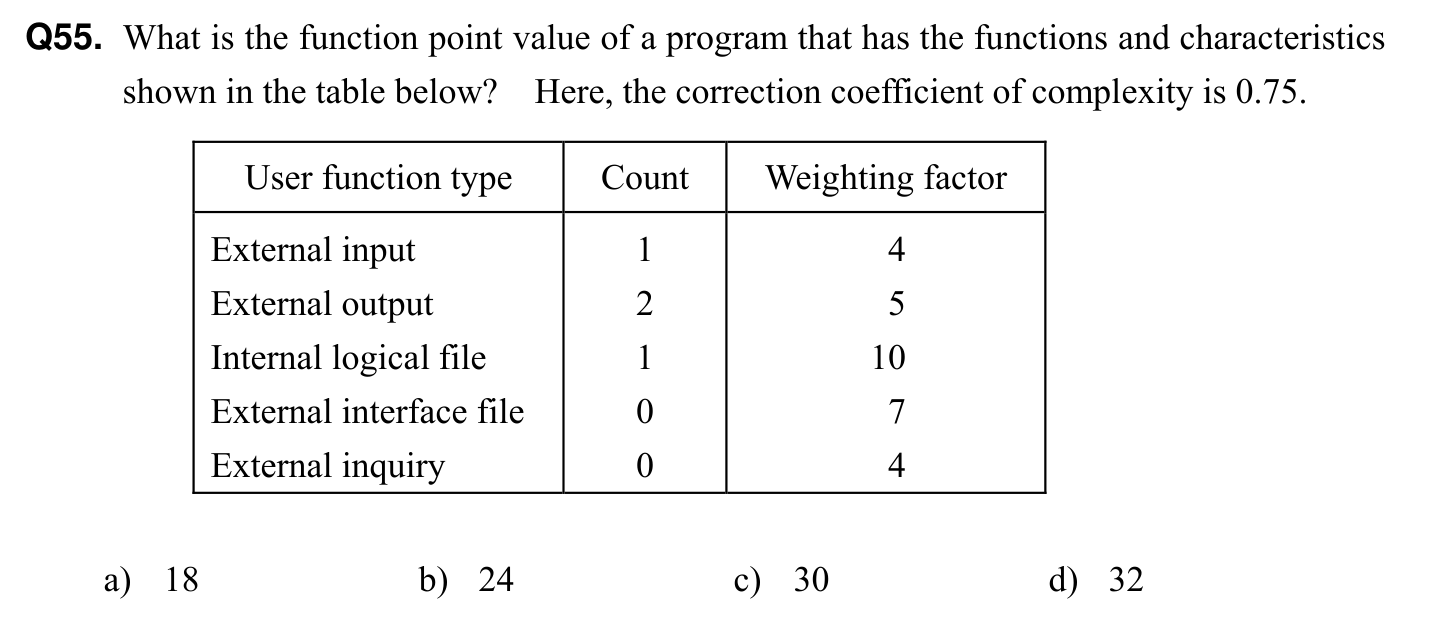 Q55. What is the function point value of a program that has the functions and characteristics
shown in the table below? Here, the correction coefficient of complexity is 0.75.
User function type Count Weighting factor
External input 1 4
External output 2 5
Internal logical file 1 10
External interface file 0 7
External inquiry 0 4
a) 18 b) 24 c) 30 d) 32